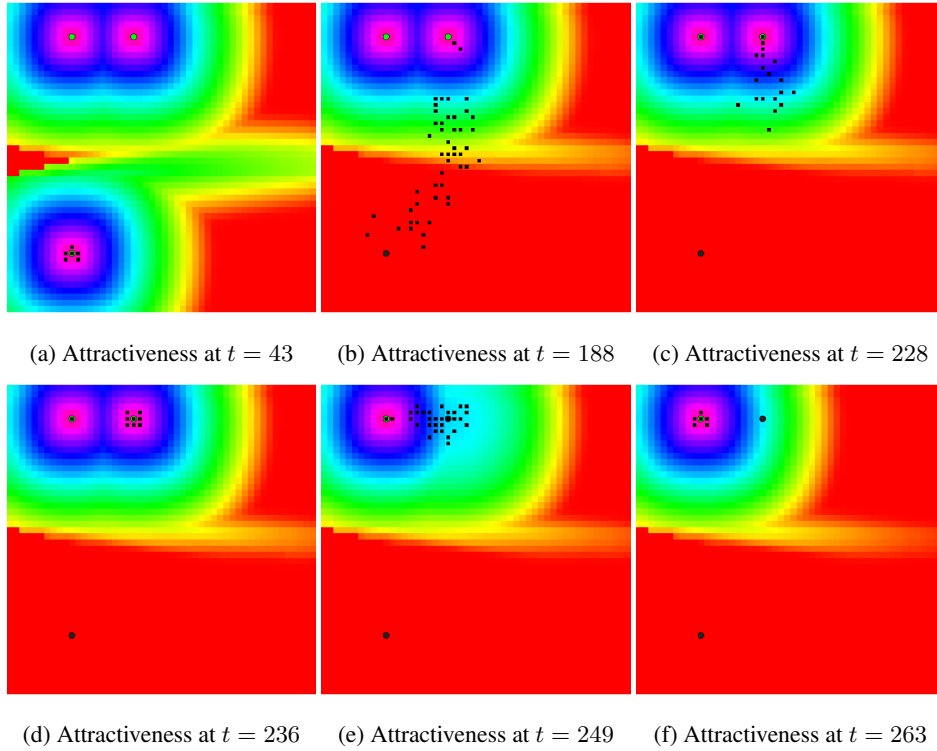 (a) Attractiveness at t = 43
(b) Attractiveness at t = 188
(c) Attractiveness at t = 228
(d) Attractiveness at t = 236
(e) Attractiveness at t = 249
(f) Attractiveness at t = 263